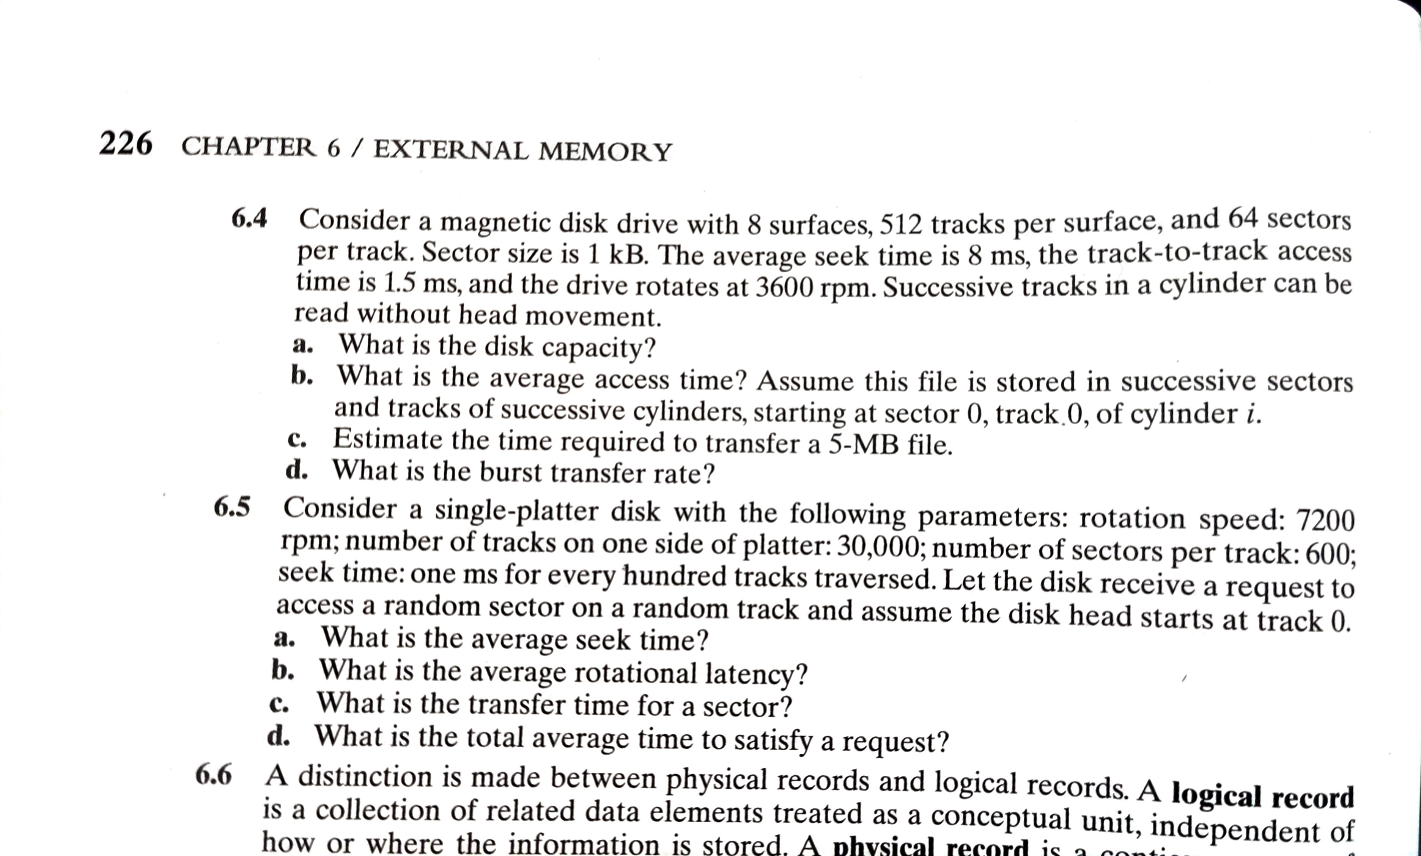 226 CHAPTER 6 / EXTERNAL MEMORY
6.4 Consider a magnetic disk drive with 8 surfaces, 512 tracks per surface, and 64 sectors
per track. Sector size is 1 kB. The average seek time is 8 ms, the track-to-track access
time is 1.5 ms, and the drive rotates at 3600 rpm. Successive tracks in a cylinder can be
read without head movement.
a. What is the disk capacity?
b. What is the average access time? Assume this file is stored in successive sectors
and tracks of successive cylinders, starting at sector 0, track 0, of cylinder i.
c. Estimate the time required to transfer a 5-MB file.
d. What is the burst transfer rate?
6.5 Consider a single-platter disk with the following parameters: rotation speed: 7200
rpm; number of tracks on one side of platter: 30,000; number of sectors per track: 600;
seek time: one ms for every hundred tracks traversed. Let the disk receive a request to
access a random sector on a random track and assume the disk head starts at track 0.
a. What is the average seek time?
b. What is the average rotational latency?
c. What is the transfer time for a sector?
d. What is the total average time to satisfy a request?
6.6 A distinction is made between physical records and logical records. A logical record
is a collection of related data elements treated as a conceptual unit, independent of
how or where the information is stored. A physical record is a